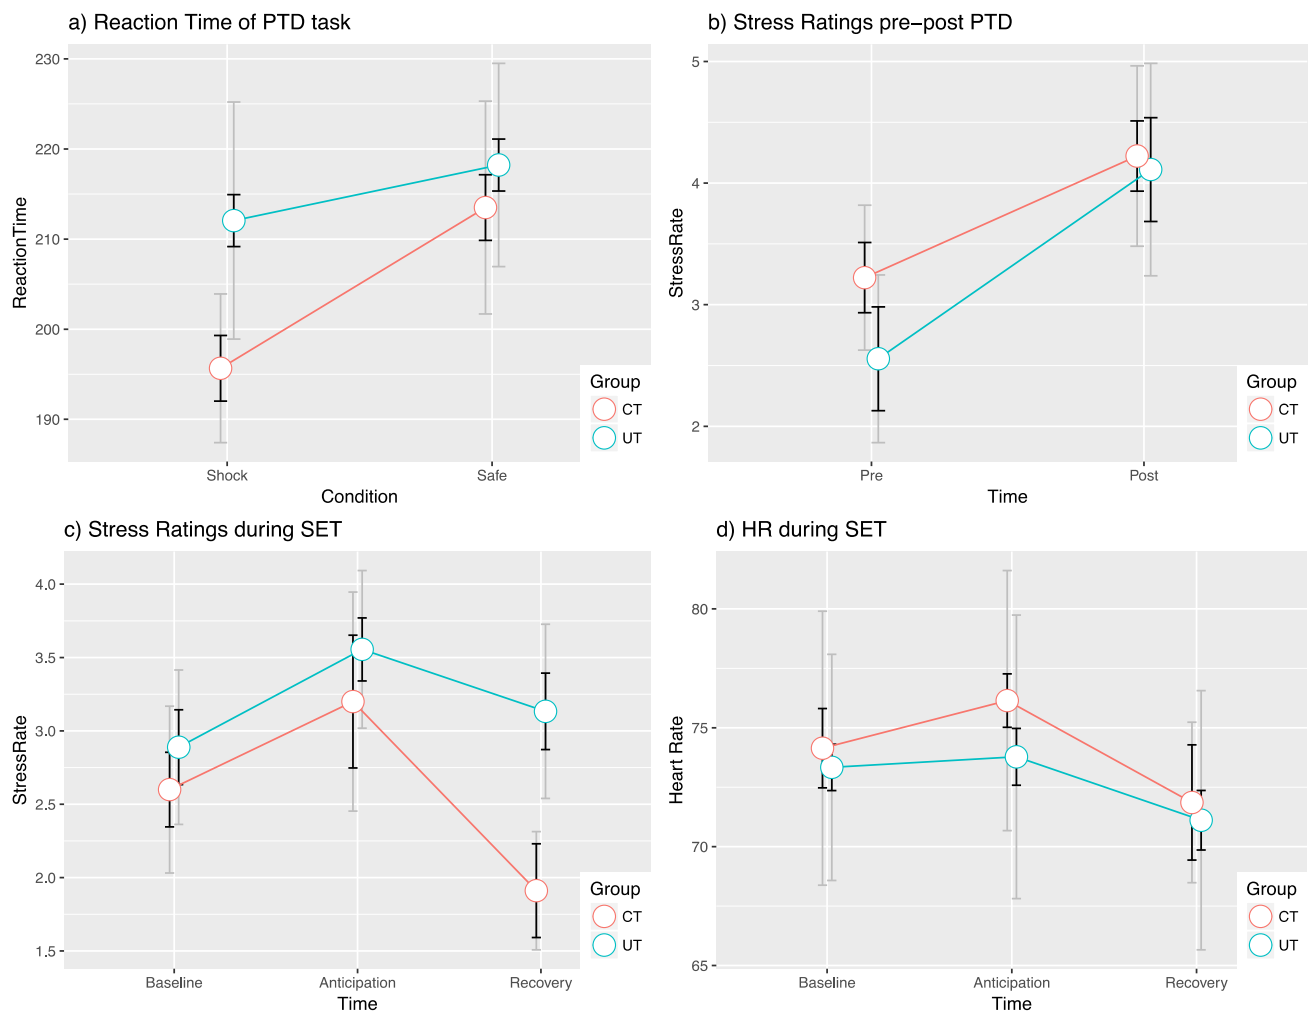 a) Reaction Time of PTD task
ReactionTime
230
220
210
200
190
Shock
Safe
Condition
Group
CT
UT
b) Stress Ratings pre−post PTD
StressRate
5
4
3
2
Pre
Post
Time
Group
CT
UT
c) Stress Ratings during SET
StressRate
4.0
3.5
3.0
2.5
2.0
1.5
Baseline
Anticipation
Recovery
Time
Group
CT
UT
d) HR during SET
Heart Rate
80
75
70
65
Baseline
Anticipation
Recovery
Time
Group
CT
UT